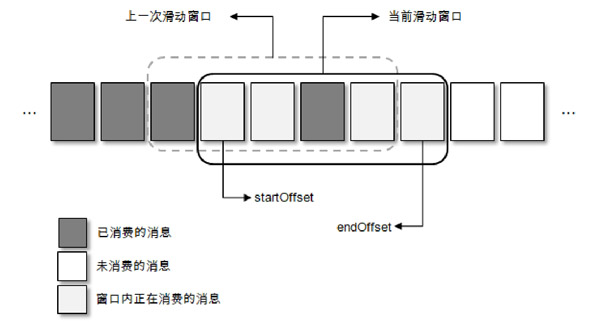 上一次滑动窗口
当前滑动窗口
... ...
startOffset
endOffset
已消费的消息
未消费的消息
窗口内正在消费的消息